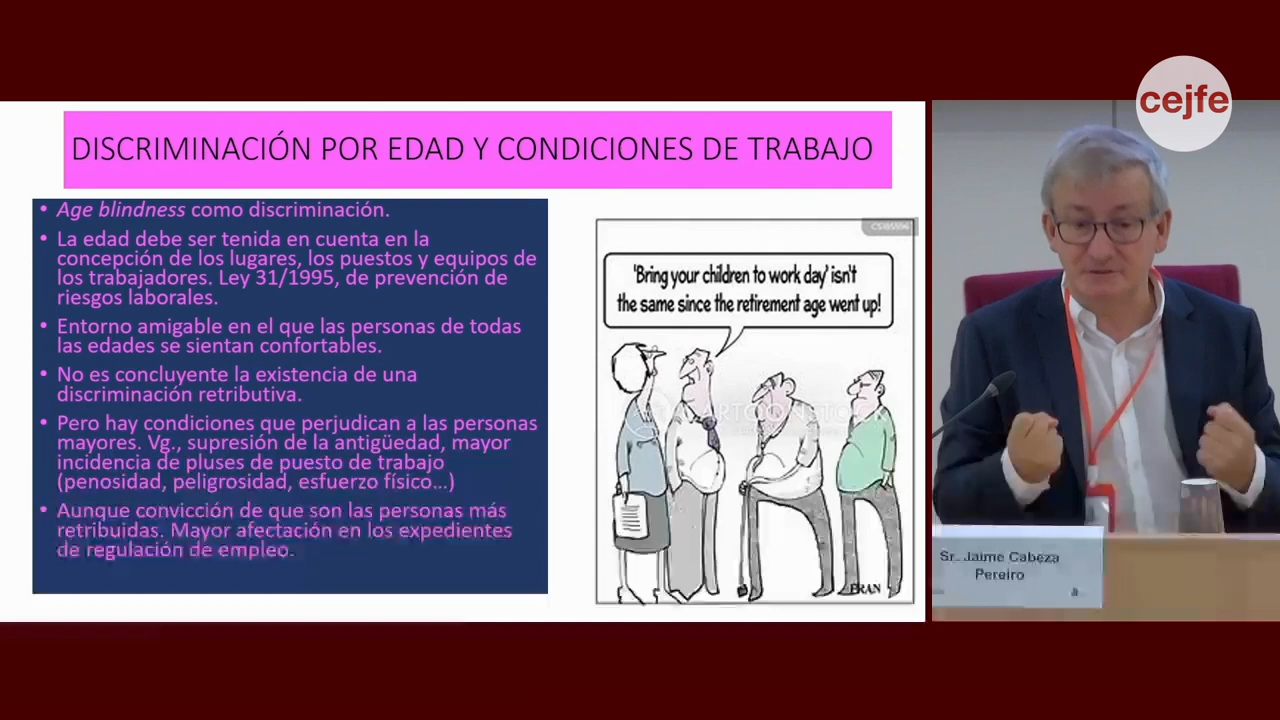 cejfe
DISCRIMINACIÓN POR EDAD Y CONDICIONES DE TRABAJO
• Age blindness como discriminación.
• La edad debe ser tenida en cuenta en la
concepción de los lugares, los puestos y equipos de
los trabajadores. Ley 31/1995, de prevención de
riesgos laborales.
• Entorno amigable en el que las personas de todas
las edades se sientan confortables.
• No es concluyente la existencia de una
discriminación retributiva.
• Pero hay condiciones que perjudican a las personas
mayores. Vg., supresión de la antigüedad, mayor
incidencia de pluses de puesto de trabajo
(penosidad, peligrosidad, esfuerzo físico...)
• Aunque convicción de que son las personas más
retribuidas. Mayor afectación en los expedientes
de regulación de empleo.
'Bring your children to work day' isn't
the same since the retirement age went up!
CARTOONSTOCK
FRAN
Sr. Jaime Cabeza
Pereiro